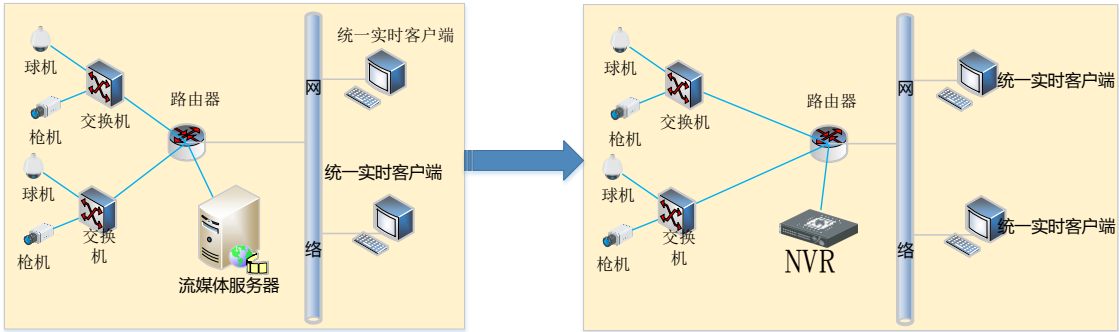 球机
枪机
交换机
球机
枪机
交换
机
路由器
流媒体服务器
网
络
统一实时客户端
统一实时客户端
球机
枪机
交换机
球机
枪机
交换
机
路由器
NVR
网
络
统一实时客户端
统一实时客户端